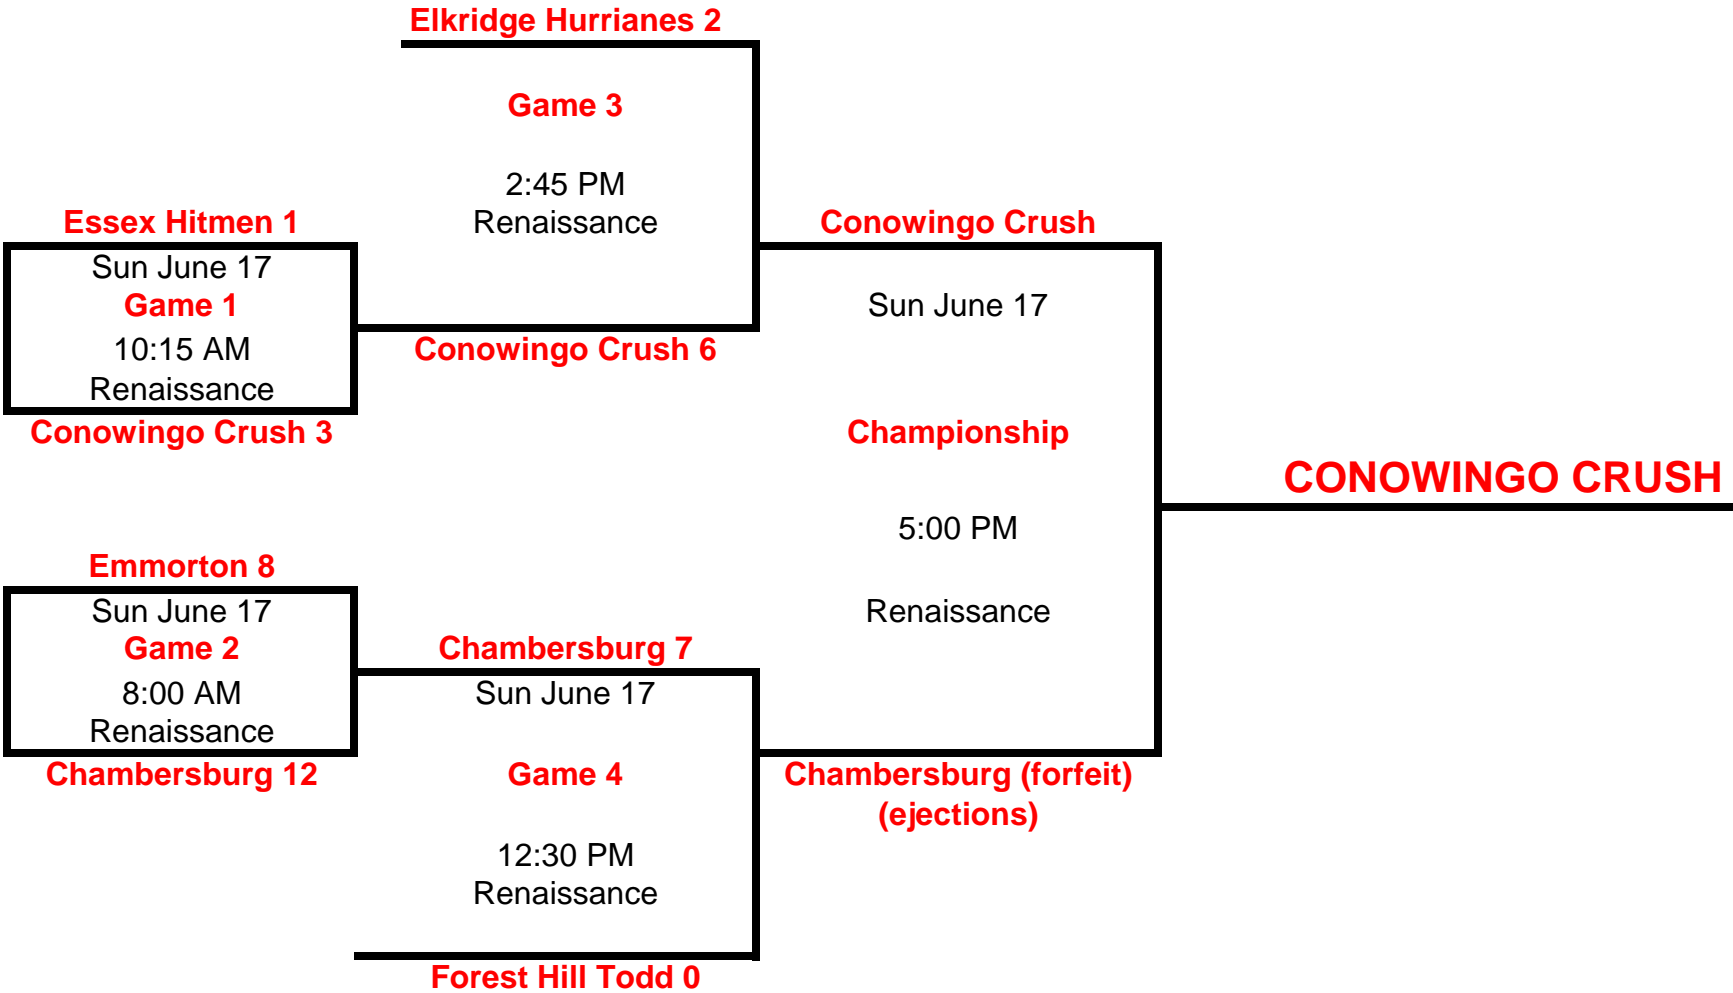 Elkridge Hurrianes 2
Game 3
2:45 PM
Renaissance
Essex Hitmen 1
Sun June 17
Game 1
10:15 AM
Renaissance
Conowingo Crush 3
Conowingo Crush 6
Conowingo Crush
Sun June 17
Championship
5:00 PM
Renaissance
CONOWINGO CRUSH
Emmorton 8
Sun June 17
Game 2
8:00 AM
Renaissance
Chambersburg 12
Chambersburg 7
Sun June 17
Game 4
12:30 PM
Renaissance
Forest Hill Todd 0
Chambersburg (forfeit)
(ejections)